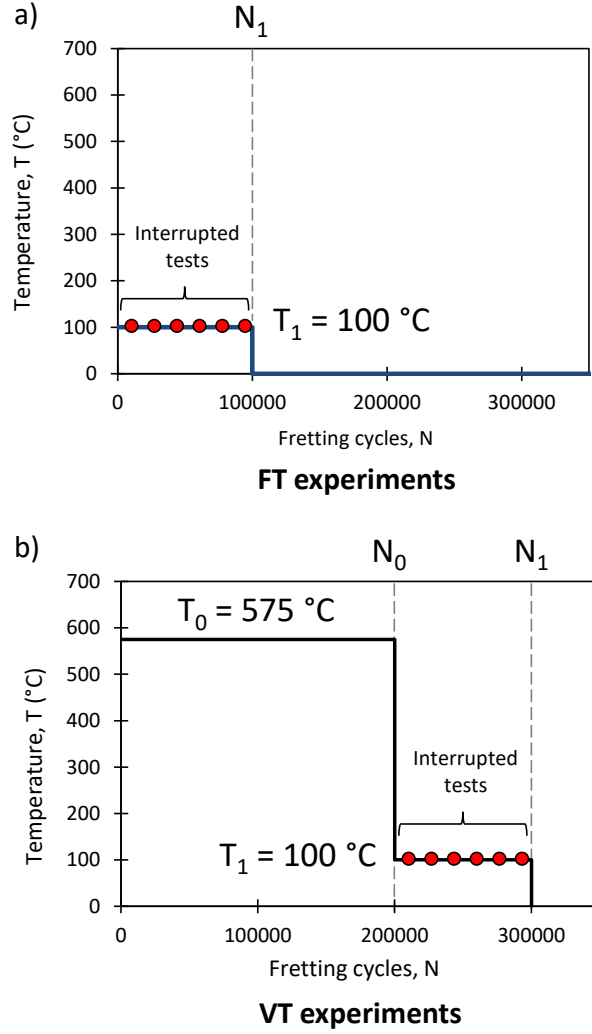 a)
N₁
700
600
500
400
300
200
100
0
Temperature, T (°C)
Interrupted
tests
T₁ = 100 °C
0
100000
200000
300000
Fretting cycles, N
FT experiments
b)
N₀
N₁
700
600
500
400
300
200
100
0
Temperature, T (°C)
T₀ = 575 °C
Interrupted
tests
T₁ = 100 °C
0
100000
200000
300000
Fretting cycles, N
VT experiments